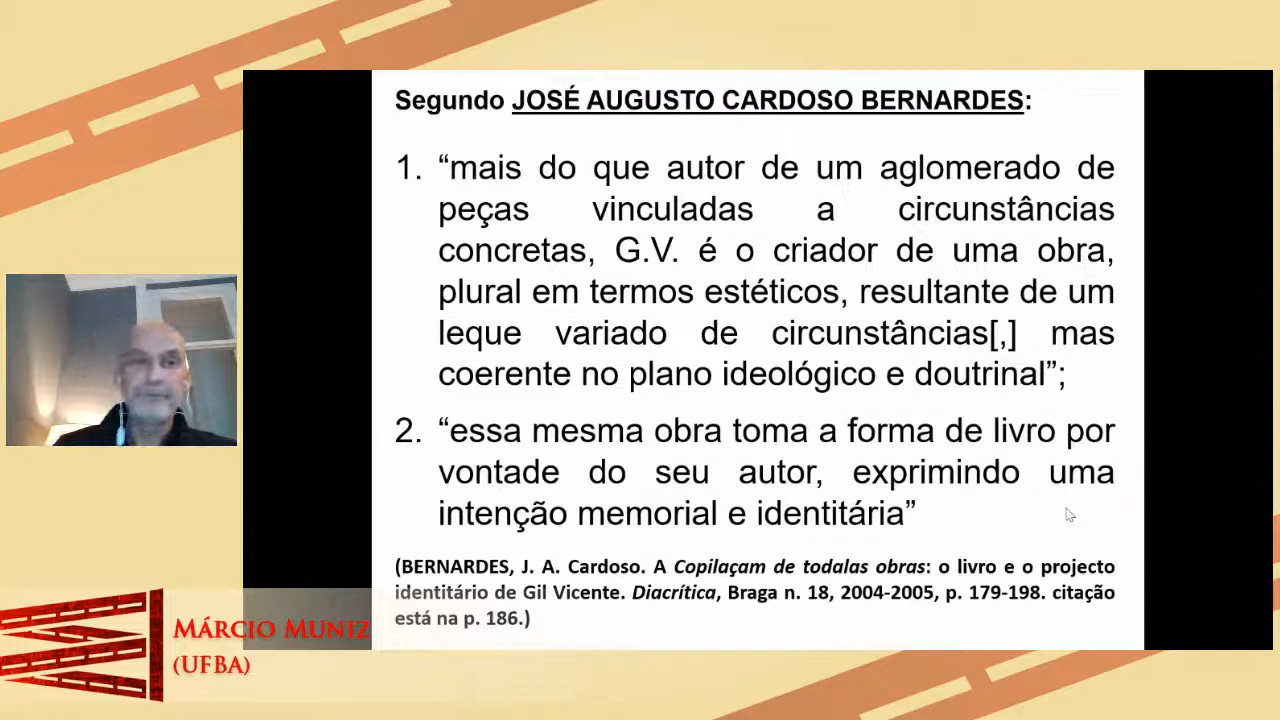 Segundo JOSÉ AUGUSTO CARDOSO BERNARDES:
1. “mais do que autor de um aglomerado de
peças vinculadas a circunstâncias
concretas, G.V. é o criador de uma obra,
plural em termos estéticos, resultante de um
leque variado de circunstâncias[,] mas
coerente no plano ideológico e doutrinal”;
2. “essa mesma obra toma a forma de livro por
vontade do seu autor, exprimindo uma
intenção memorial e identitária”
(BERNARDES, J. A. Cardoso. A Copilaçam de todalas obras: o livro e o projecto
identitário de Gil Vicente. Diacrítica, Braga n. 18, 2004-2005, p. 179-198. citação
está na p. 186.)
MÁRCIO MUNIZ
(UFBA)